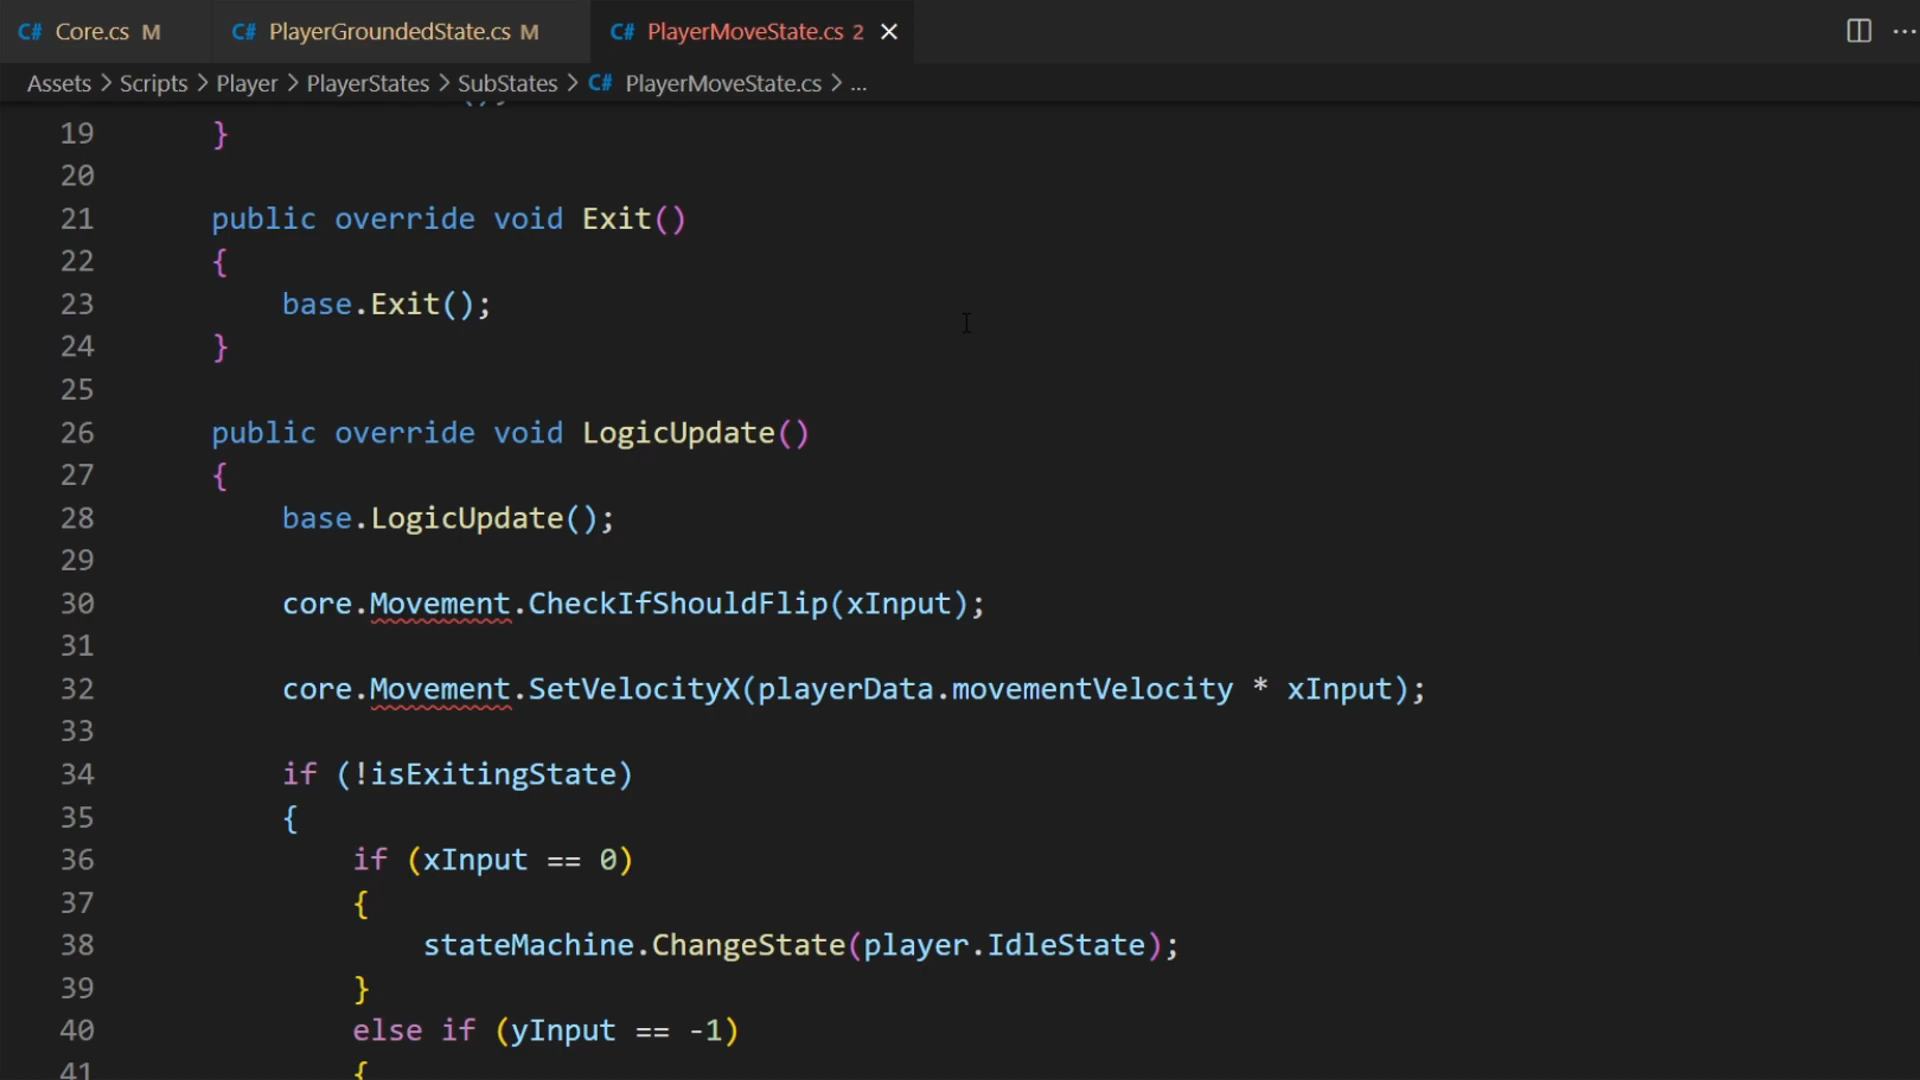 C# Core.cs M C# PlayerGroundedState.cs M C# PlayerMoveState.cs 2
Assets > Scripts > Player > PlayerStates > SubStates > C# PlayerMoveState.cs > ...
19 }
20
21 public override void Exit()
22 {
23 base.Exit();
24 }
25
26 public override void LogicUpdate()
27 {
28 base.LogicUpdate();
29
30 core.Movement.CheckIfShouldFlip(xInput);
31
32 core.Movement.SetVelocityX(playerData.movementVelocity * xInput);
33
34 if (!isExitingState)
35 {
36 if (xInput == 0)
37 {
38 stateMachine.ChangeState(player.IdleState);
39 }
40 else if (yInput == -1)
41 {